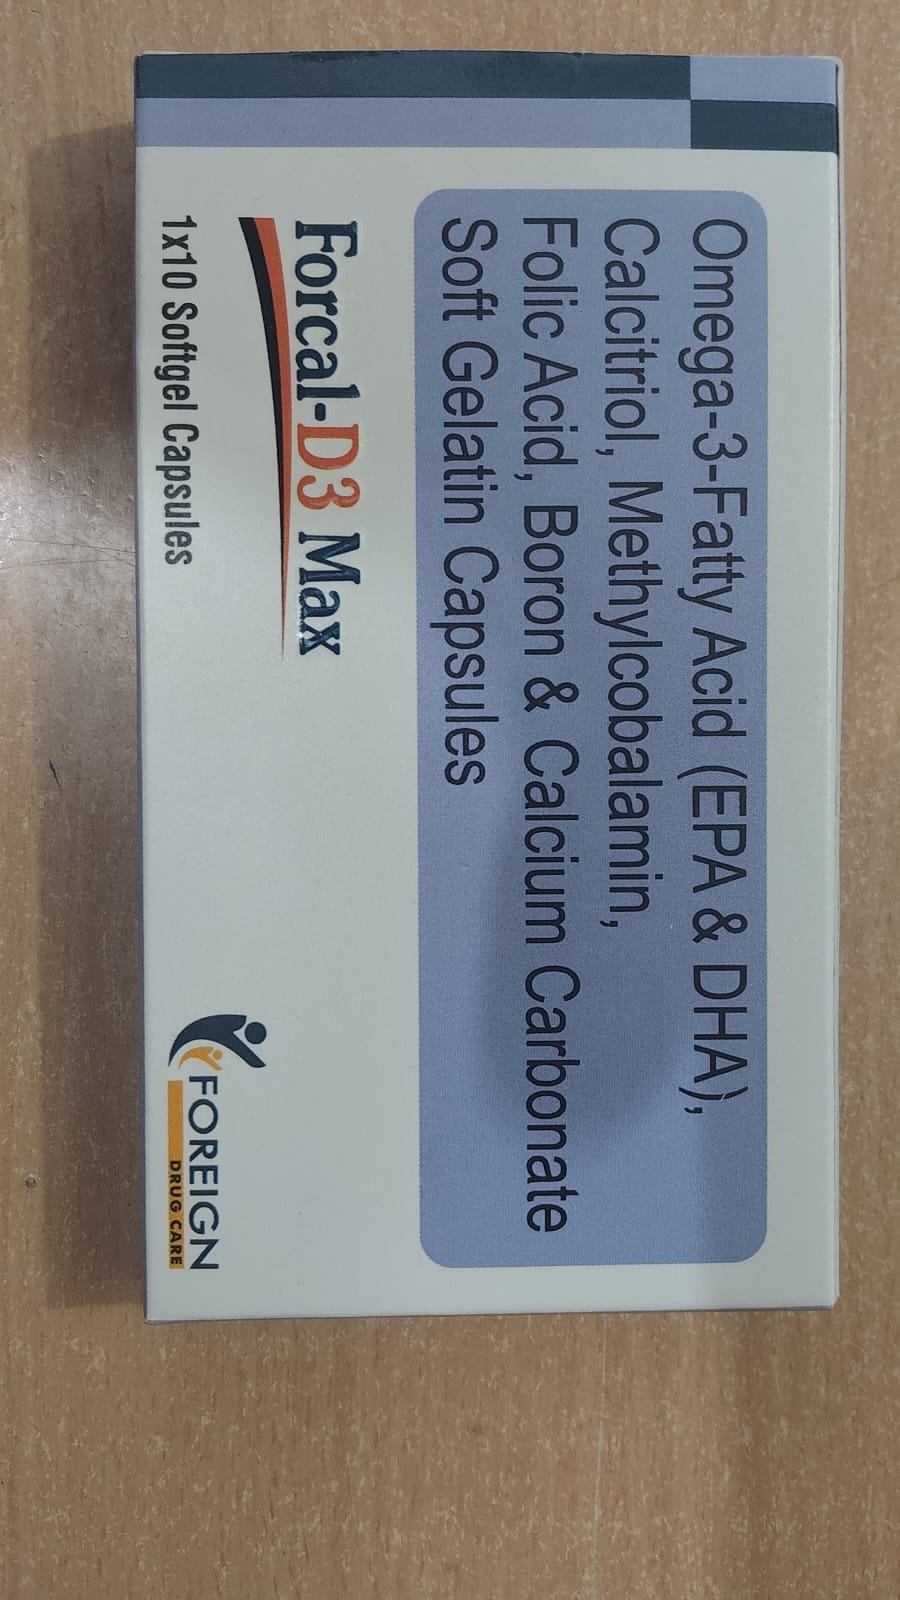 Omega-3-Fatty Acid (EPA & DHA),
Calcitriol, Methylcobalamin,
Folic Acid, Boron & Calcium Carbonate
Soft Gelatin Capsules
Forcal-D3 Max
1x10 Softgel Capsules
FOREIGN
DRUG CARE